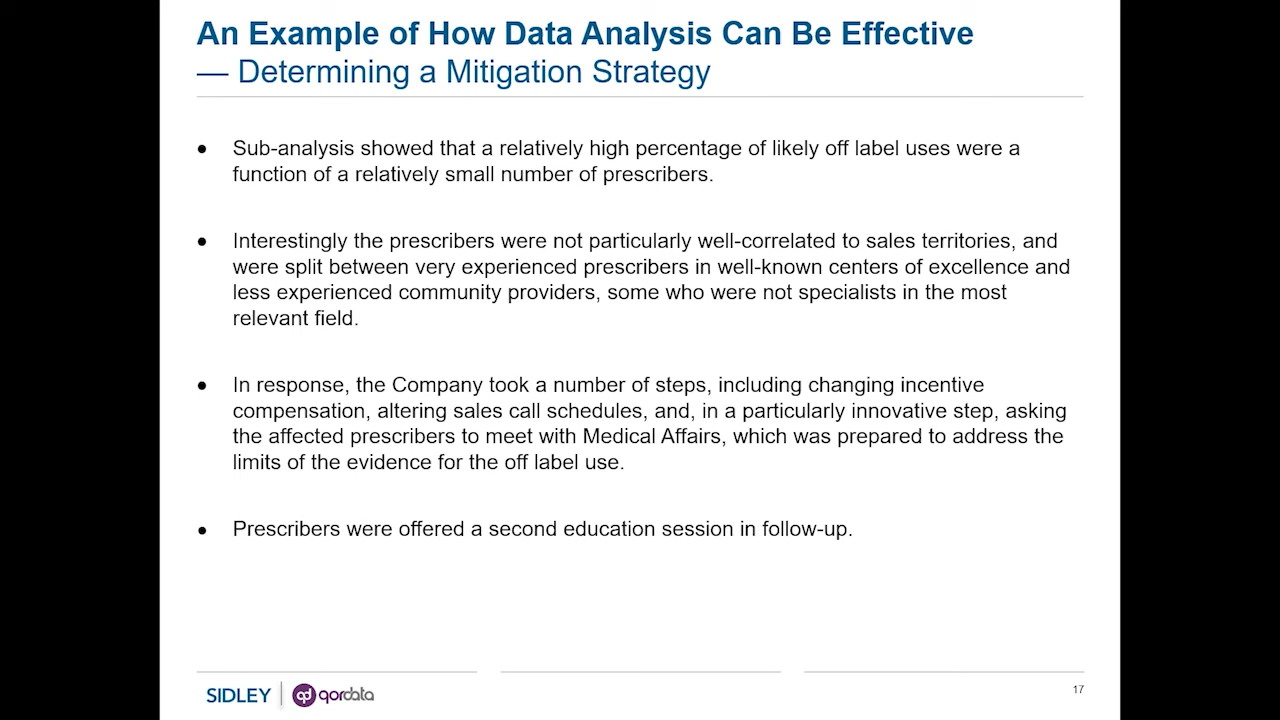 An Example of How Data Analysis Can Be Effective
— Determining a Mitigation Strategy
● Sub-analysis showed that a relatively high percentage of likely off label uses were a
function of a relatively small number of prescribers.
● Interestingly the prescribers were not particularly well-correlated to sales territories, and
were split between very experienced prescribers in well-known centers of excellence and
less experienced community providers, some who were not specialists in the most
relevant field.
● In response, the Company took a number of steps, including changing incentive
compensation, altering sales call schedules, and, in a particularly innovative step, asking
the affected prescribers to meet with Medical Affairs, which was prepared to address the
limits of the evidence for the off label use.
● Prescribers were offered a second education session in follow-up.
SIDLEY | qd qordata
17